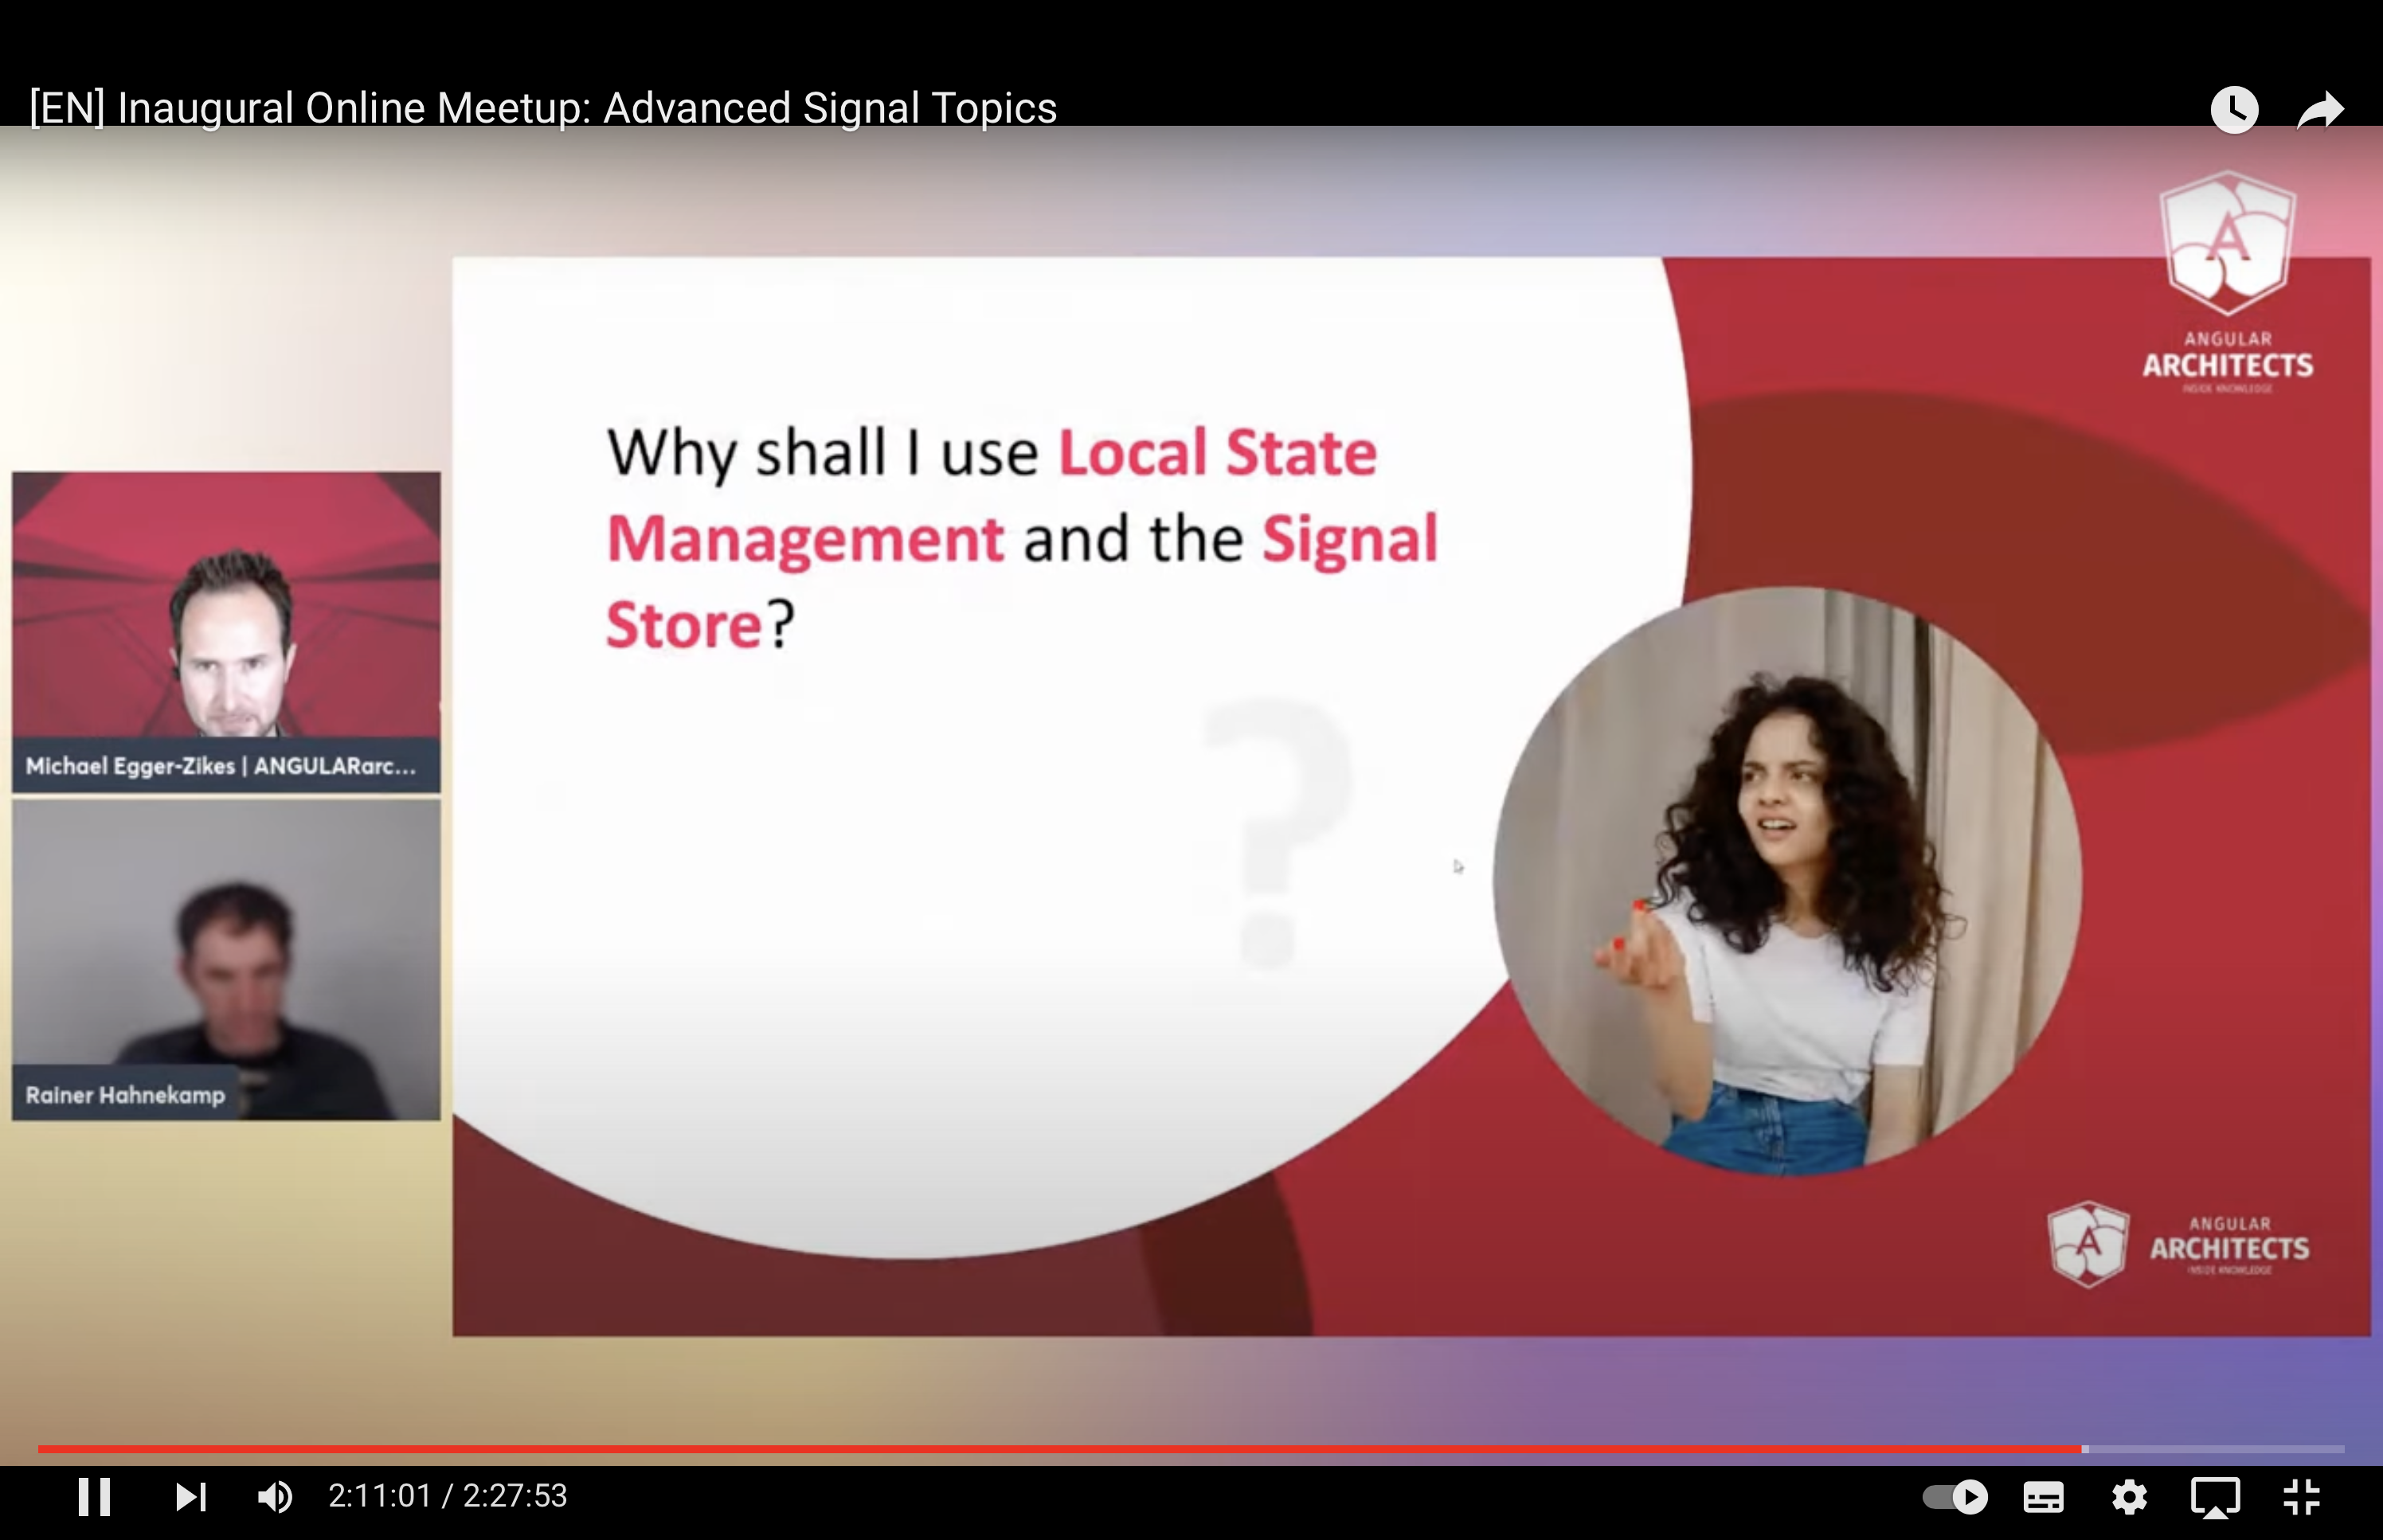 [EN] Inaugural Online Meetup: Advanced Signal Topics
ANGULAR
ARCHITECTS
INSIDE KNOWLEDGE
Why shall I use Local State
Management and the Signal
Store?
?
Michael Egger-Zikes | ANGULARarc...
Rainer Hahnekamp
A
ANGULAR
ARCHITECTS
INSIDE KNOWLEDGE
A
2:11:01 / 2:27:53